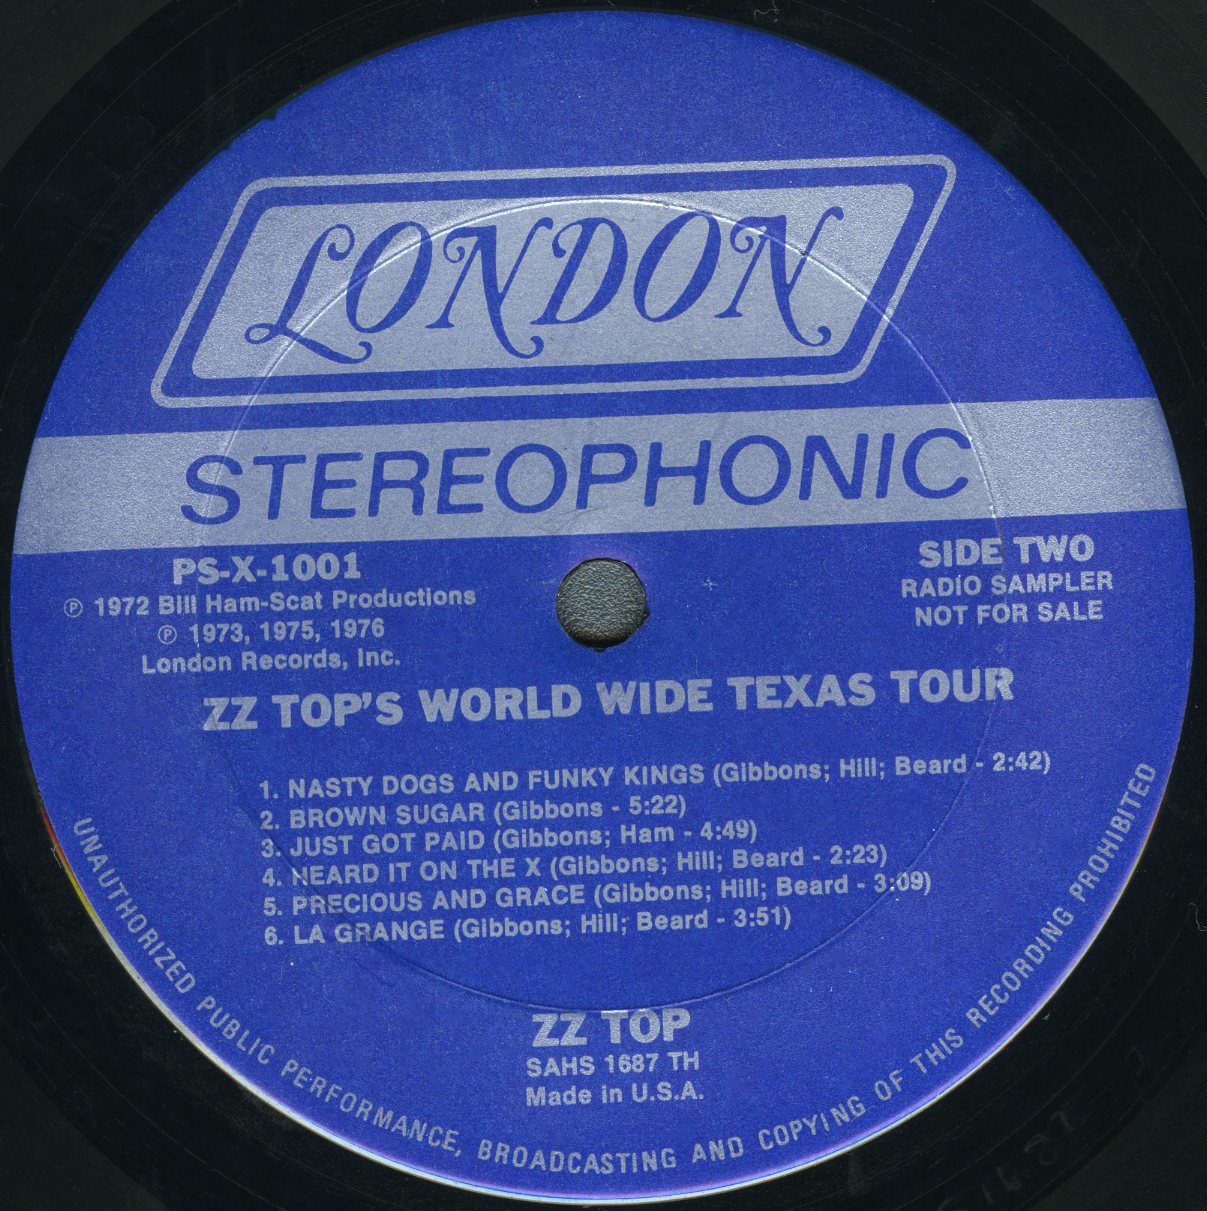 LONDON
STEREOPHONIC
PS-X-1001
℗ 1972 Bill Ham-Scat Productions
℗ 1973, 1975, 1976
London Records, Inc.
SIDE TWO
RADIO SAMPLER
NOT FOR SALE
ZZ TOP'S WORLD WIDE TEXAS TOUR
1. NASTY DOGS AND FUNKY KINGS (Gibbons; Hill; Beard - 2:42)
2. BROWN SUGAR (Gibbons - 5:22)
3. JUST GOT PAID (Gibbons; Ham - 4:49)
4. HEARD IT ON THE X (Gibbons; Hill; Beard - 2:23)
5. PRECIOUS AND GRACE (Gibbons; Hill; Beard - 3:09)
6. LA GRANGE (Gibbons; Hill; Beard - 3:51)
ZZ TOP
SAHS 1687 TH
Made in U.S.A.
UNAUTHORIZED PUBLIC PERFORMANCE, BROADCASTING AND COPYING OF THIS RECORDING PROHIBITED